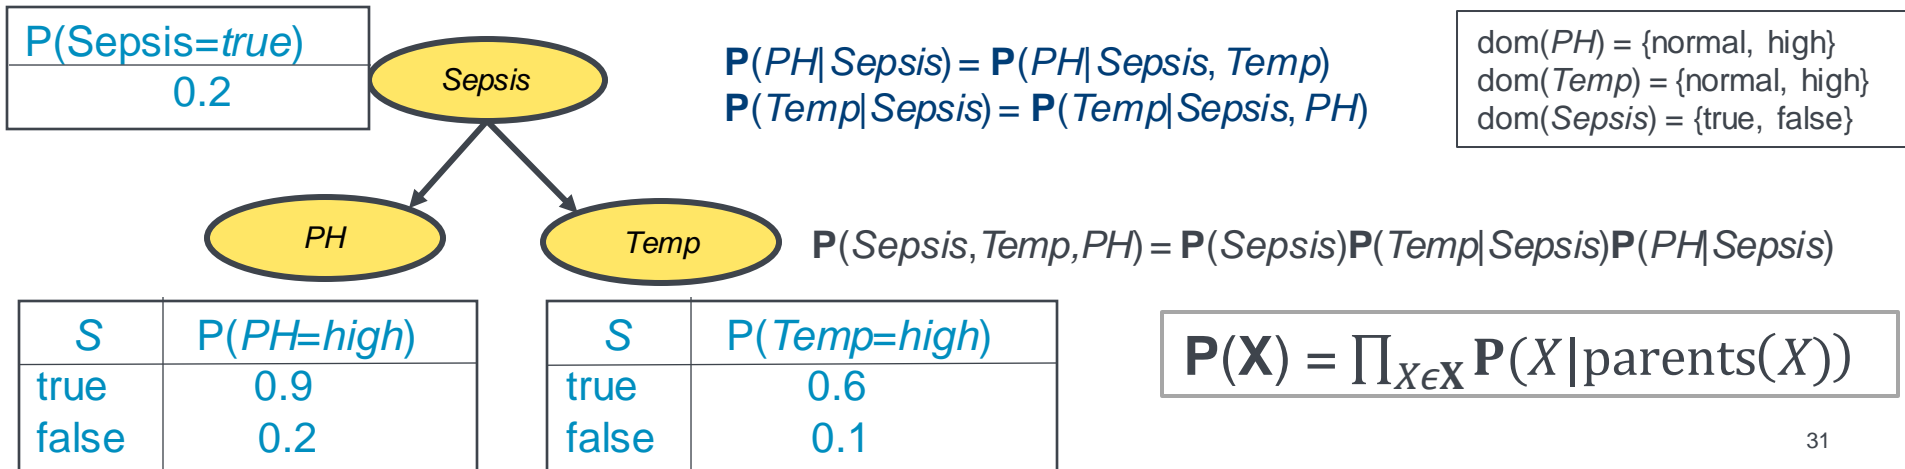 P(Sepsis=true)
0.2
Sepsis
P(PH|Sepsis) = P(PH|Sepsis, Temp)
P(Temp|Sepsis) = P(Temp|Sepsis, PH)
dom(PH) = {normal, high}
dom(Temp) = {normal, high}
dom(Sepsis) = {true, false}
PH
Temp
P(Sepsis,Temp,PH) = P(Sepsis)P(Temp|Sepsis)P(PH|Sepsis)
S P(PH=high)
true 0.9
false 0.2
S P(Temp=high)
true 0.6
false 0.1
P(X) = ∏_{XϵX} P(X|parents(X))
31